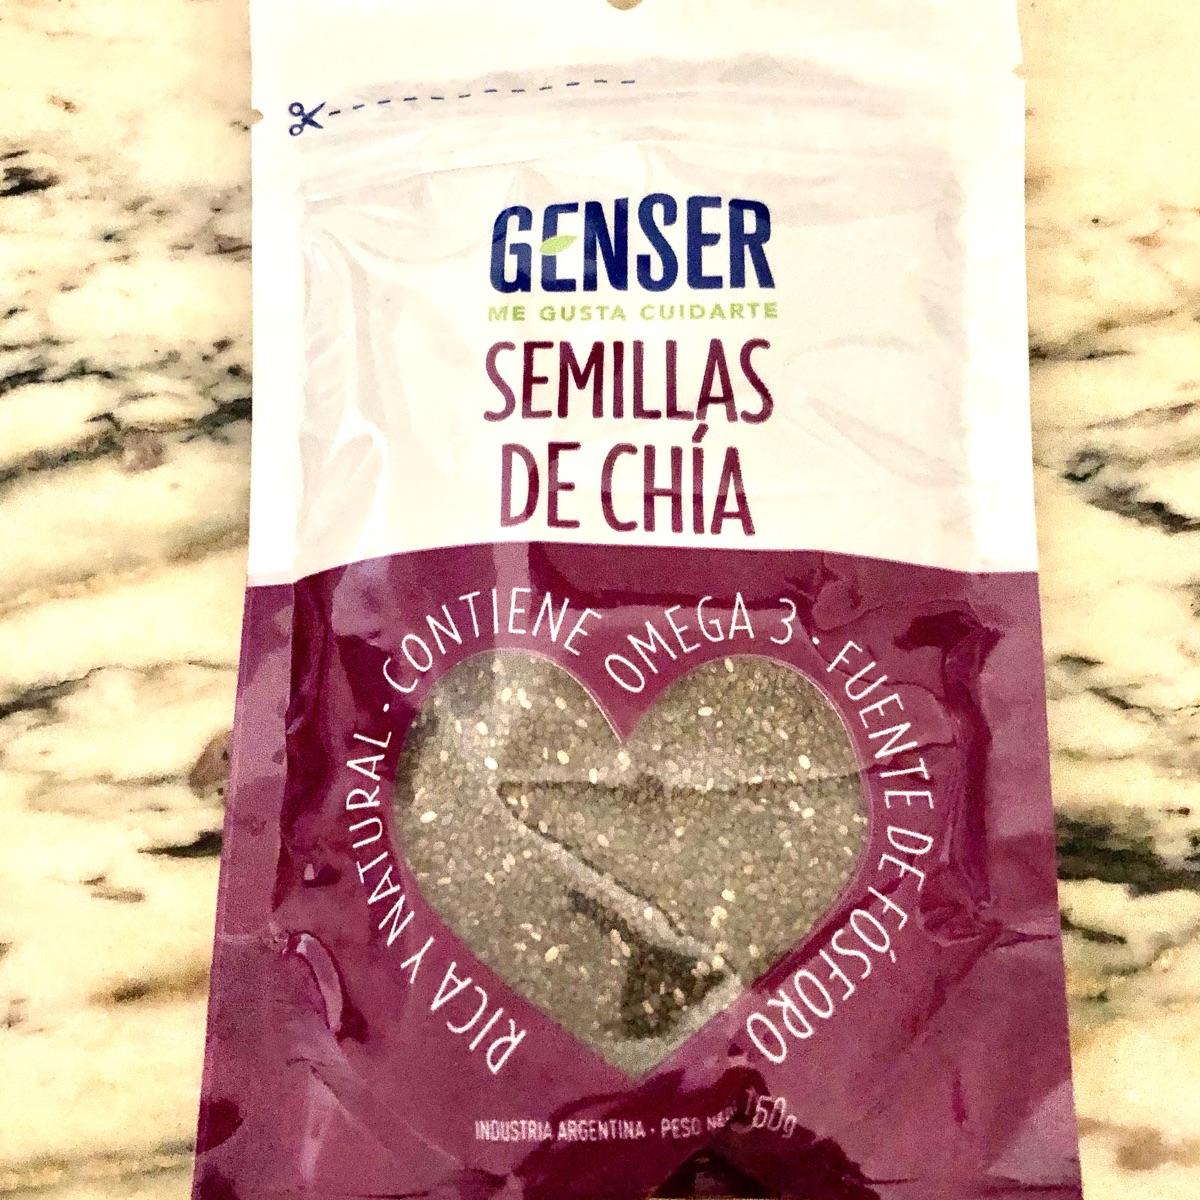 GENSER
ME GUSTA CUIDARTE
SEMILLAS
DE CHÍA
RICA Y NATURAL · CONTIENE OMEGA 3 · FUENTE DE FÓSFORO
INDUSTRIA ARGENTINA · PESO NETO 150g